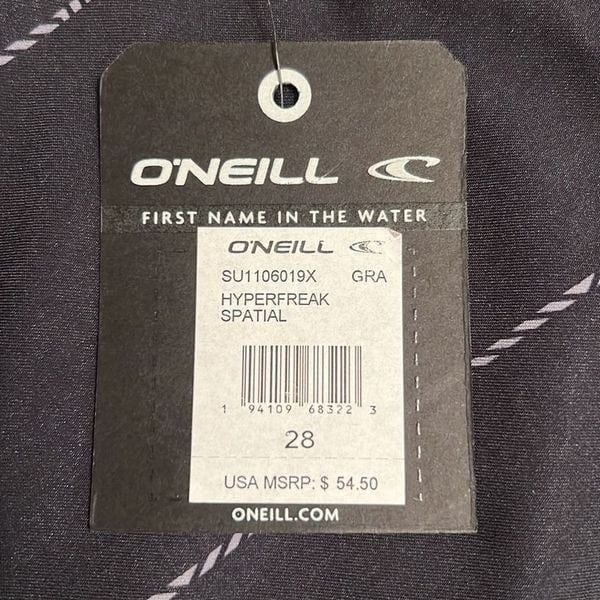 O'NEILL
FIRST NAME IN THE WATER
O'NEILL
SU1106019X GRA
HYPERFREAK
SPATIAL
1 94109 68322 3
28
USA MSRP: $ 54.50
ONEILL.COM